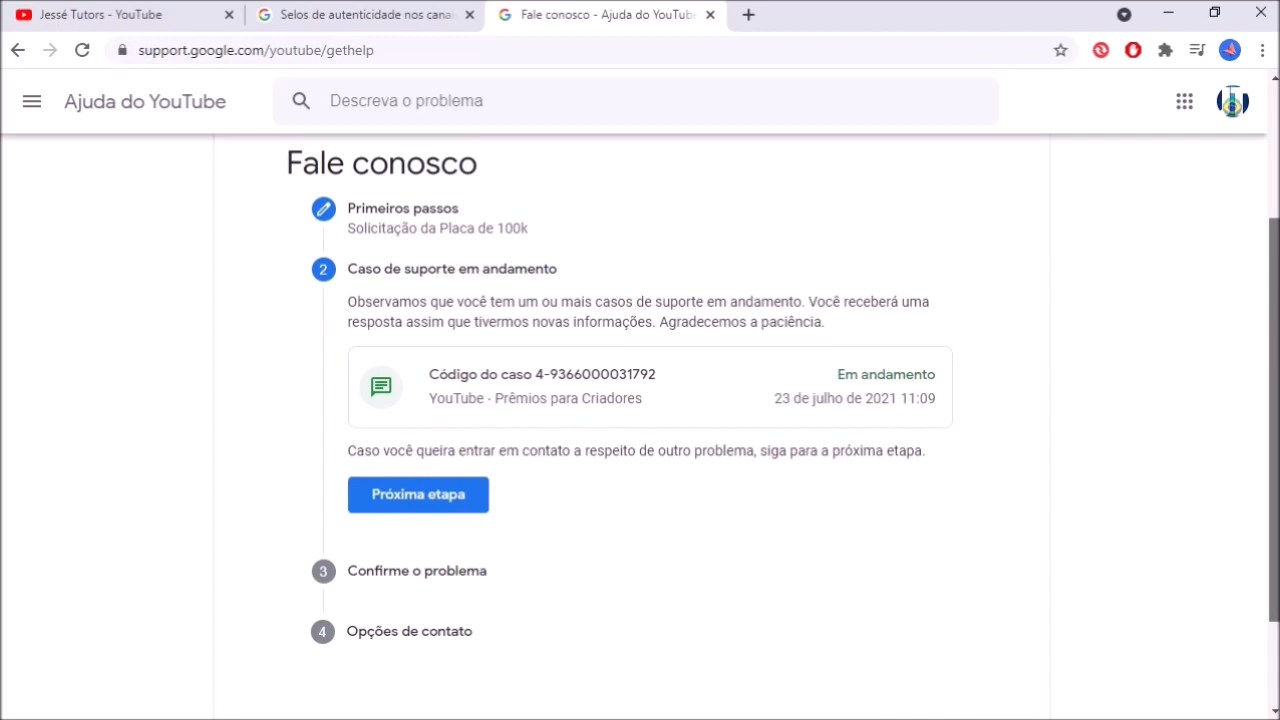 Jessé Tutors - YouTube
Selos de autenticidade nos cana
Fale conosco - Ajuda do YouTube
support.google.com/youtube/gethelp
Ajuda do YouTube
Descreva o problema
Fale conosco
Primeiros passos
Solicitação da Placa de 100k
2 Caso de suporte em andamento
Observamos que você tem um ou mais casos de suporte em andamento. Você receberá uma
resposta assim que tivermos novas informações. Agradecemos a paciência.
Código do caso 4-9366000031792 Em andamento
YouTube - Prêmios para Criadores 23 de julho de 2021 11:09
Caso você queira entrar em contato a respeito de outro problema, siga para a próxima etapa.
Próxima etapa
3 Confirme o problema
4 Opções de contato